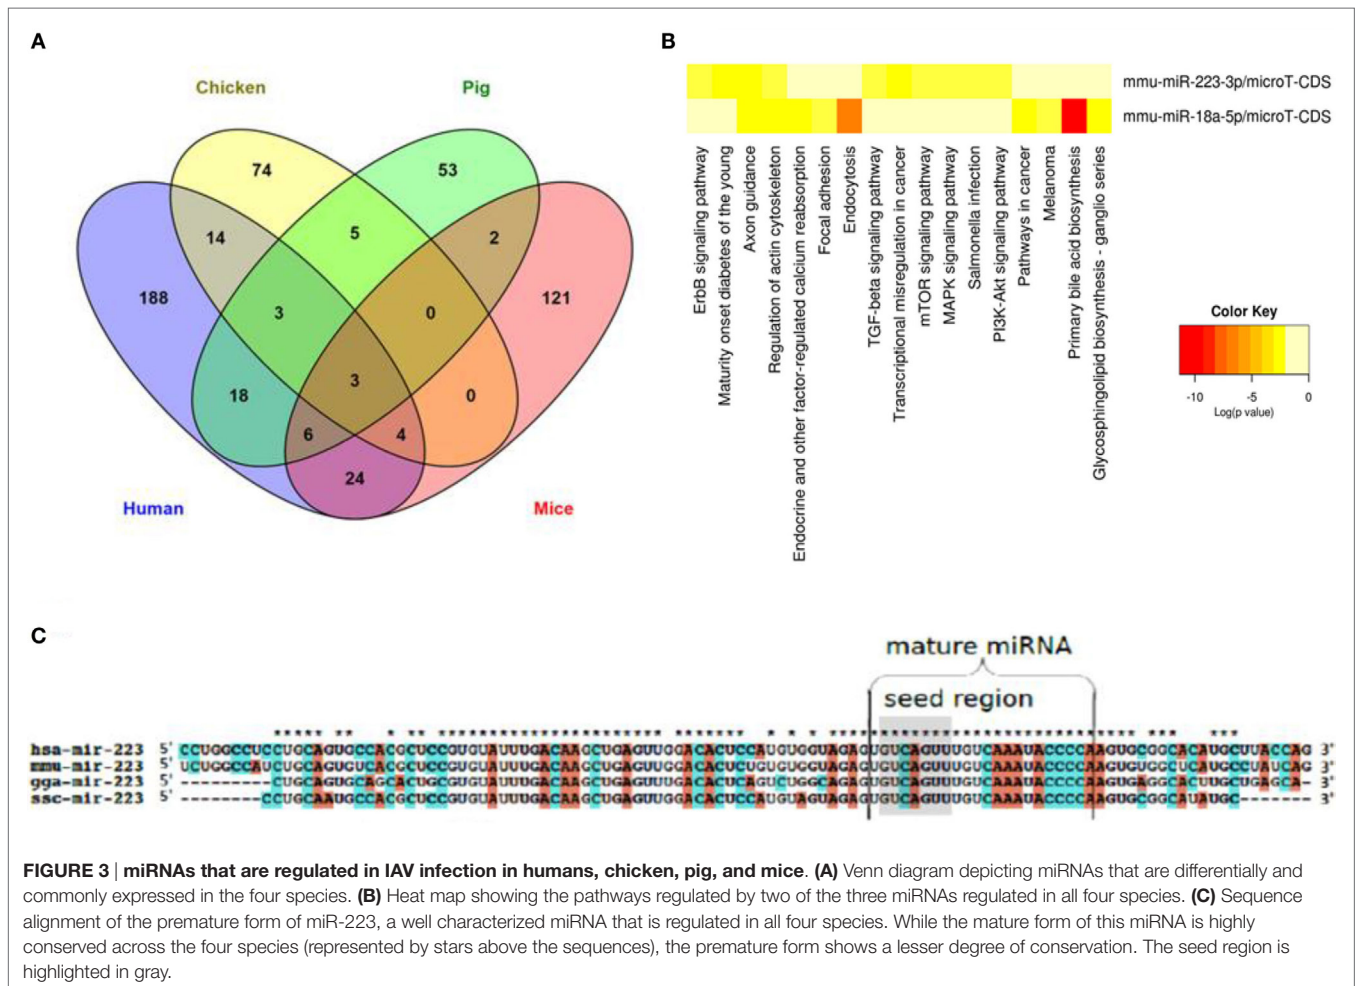 A
Chicken
Pig
74
53
14
5
2
188
3
0
121
3
18
0
6
4
24
Human
Mice
B
mmu-miR-223-3p/microT-CDS
mmu-miR-18a-5p/microT-CDS
ErbB signaling pathway
Maturity onset diabetes of the young
Axon guidance
Regulation of actin cytoskeleton
Endocrine and other factor-regulated calcium reabsorption
Focal adhesion
Endocytosis
TGF-beta signaling pathway
Transcriptional misregulation in cancer
mTOR signaling pathway
MAPK signaling pathway
Salmonella infection
PI3K-Akt signaling pathway
Pathways in cancer
Melanoma
Primary bile acid biosynthesis
Glycosphingolipid biosynthesis - ganglio series
Color Key
-10 -5 0
Log(p value)
C
mature miRNA
seed region
hsa-mir-223 5' CCUGGCCUCCUGCAGUGCCACGCUCCGUGUAUUUGACAAGCUGAGUUGGACACUCCAUGUGGUAGAGUGUCAGUUUGUCAAAUACCCCAAGUGCGGCACAUGCUUACCAG 3'
mmu-mir-223 5' UCUGGCCAUCUGCAGUGUCACGCUCCGUGUAUUUGACAAGCUGAGUUGGACACUCUGUGUGGUAGAGUGUCAGUUUGUCAAAUACCCCAAGUGUGGCUCAUGCCUAUCAG 3'
gga-mir-223 5' ---------CUGCAGUGCAGCACUGCGUGUAUUUGACAAGCUGAGUUGGACACUCAGUCUGGCAGAGUGUCAGUUUGUCAAAUACCCCAAGUGAGGCACUUGCUGAGCA- 3'
ssc-mir-223 5' --------CCUGCAAUGCCACGCUCCGUGUAUUUGACAAGCUGAGUUGGACACUCCAUGUAGUAGAGUGUCAGUUUGUCAAAUACCCCAAGUGCGGCAUAUGC------- 3'
FIGURE 3 | miRNAs that are regulated in IAV infection in humans, chicken, pig, and mice. (A) Venn diagram depicting miRNAs that are differentially and
commonly expressed in the four species. (B) Heat map showing the pathways regulated by two of the three miRNAs regulated in all four species. (C) Sequence
alignment of the premature form of miR-223, a well characterized miRNA that is regulated in all four species. While the mature form of this miRNA is highly
conserved across the four species (represented by stars above the sequences), the premature form shows a lesser degree of conservation. The seed region is
highlighted in gray.